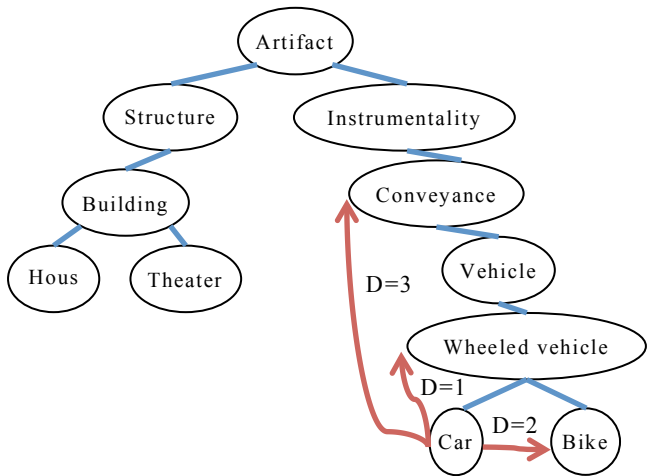 Artifact
Structure
Instrumentality
Building
Conveyance
Hous
Theater
Vehicle
D=3
Wheeled vehicle
D=1
Car
D=2
Bike